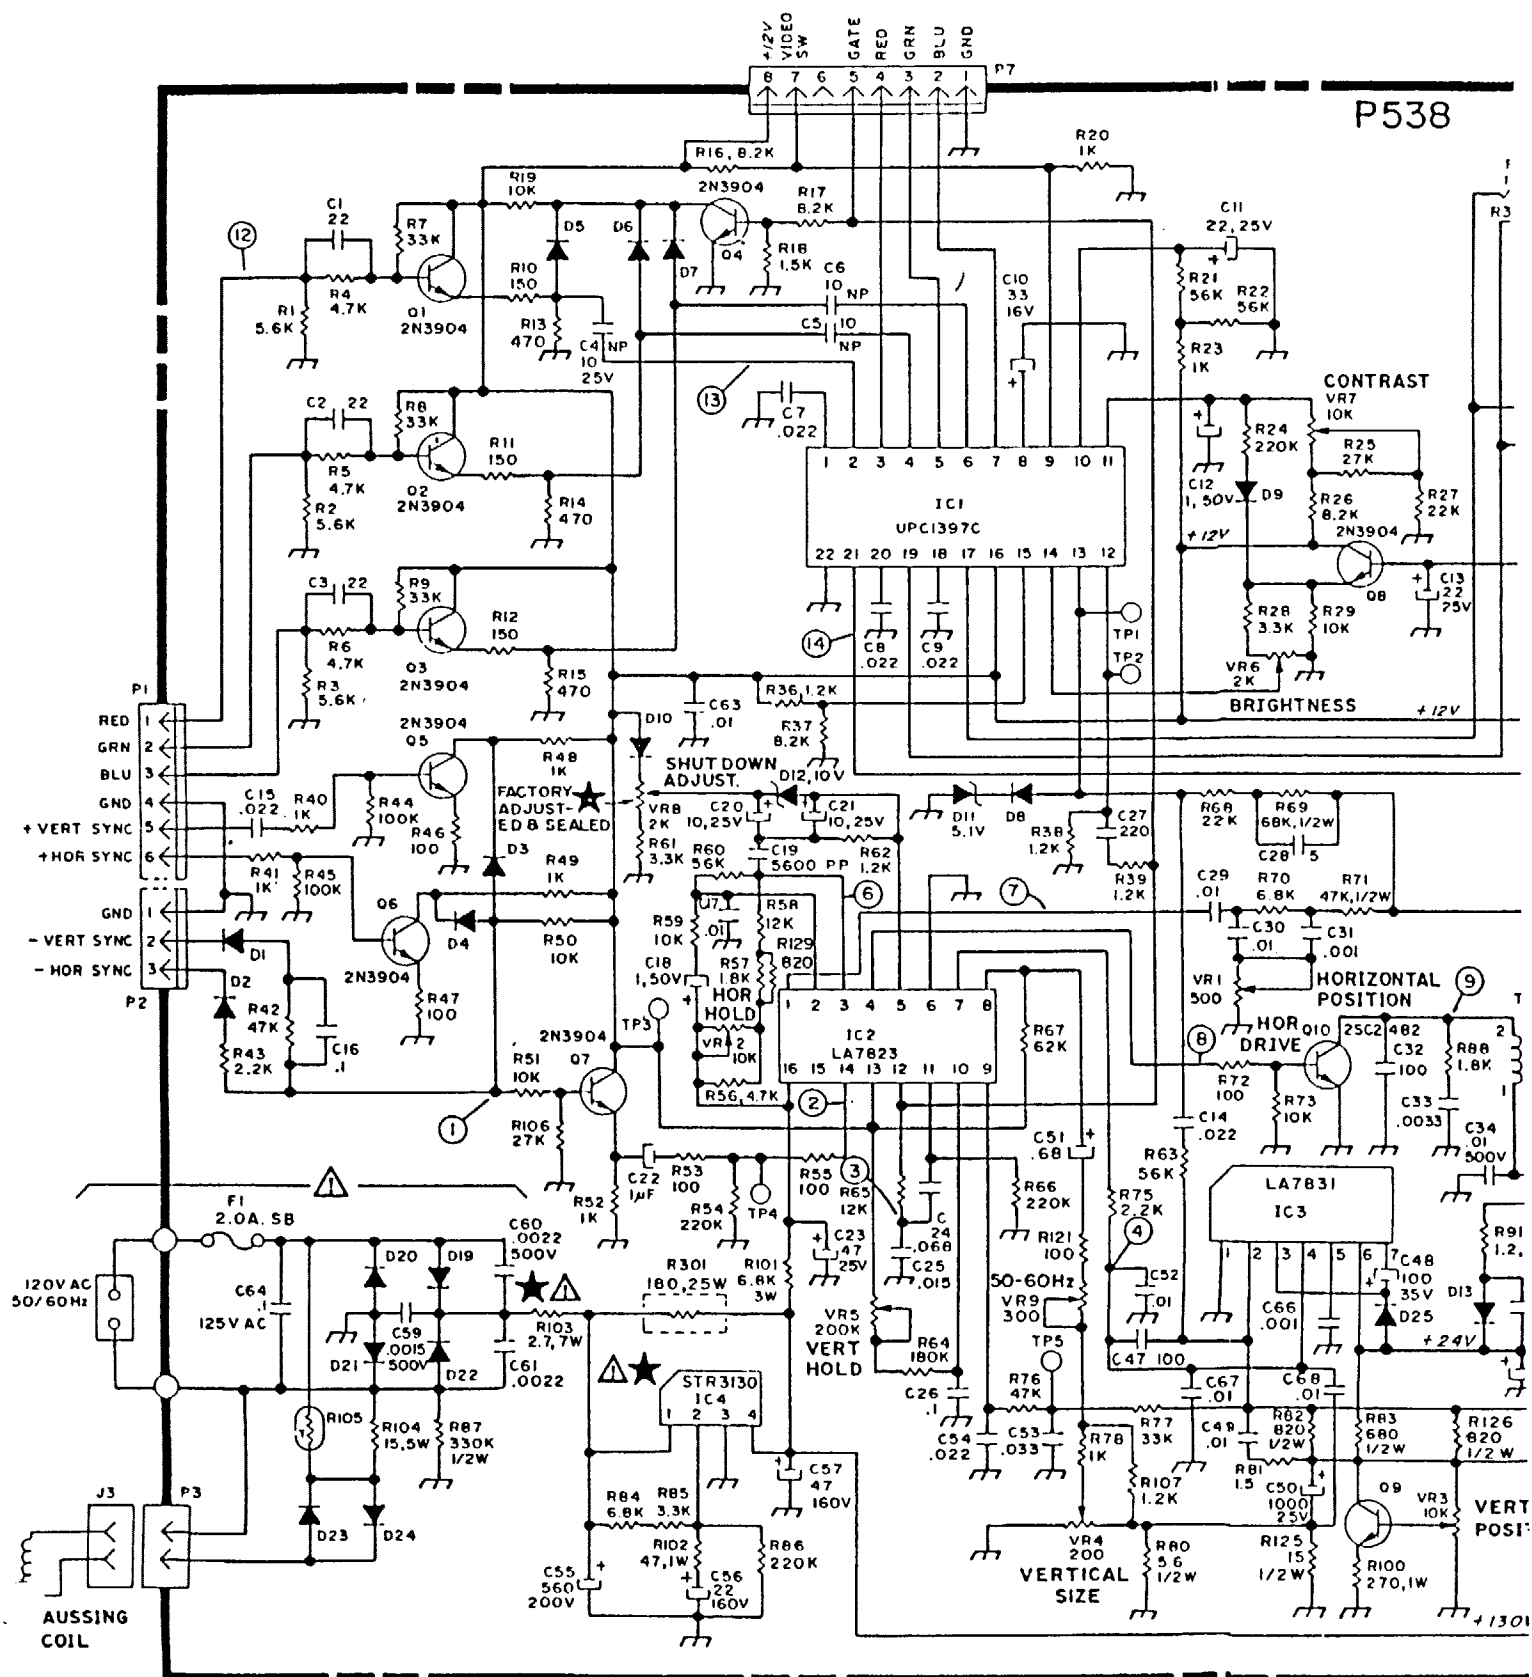 +12V
VIDEO SW
GATE
RED
GRN
BLU
GND
8 7 6 5 4 3 2 1
P7
P538
R20
1K
R16, 8.2K
2N3904
R19
10K
R17
8.2K
Q4
R18
1.5K
C1
22
R7
33K
12
R4
4.7K
R1
5.6K
Q1
2N3904
R10
150
D5
D6
D7
R13
470
C4
10
25V
NP
C6
10
NP
C5
10
NP
C10
33
16V
C11
22, 25V
R21
56K
R22
56K
R23
1K
13
C7
.022
CONTRAST
VR7
10K
R24
220K
R25
27K
C12
1, 50V
D9
R26
8.2K
R27
22K
+12V
2N3904
Q8
C13
22
25V
R28
3.3K
R29
10K
VR6
2K
BRIGHTNESS
+12V
C2
22
R8
33K
R5
4.7K
R2
5.6K
Q2
2N3904
R11
150
R14
470
1 2 3 4 5 6 7 8 9 10 11
IC1
UPC1397C
22 21 20 19 18 17 16 15 14 13 12
14
C8
.022
C9
.022
TP1
TP2
C3
22
R9
33K
R6
4.7K
R3
5.6K
Q3
2N3904
R12
150
R15
470
P1
RED 1
GRN 2
BLU 3
GND 4
+ VERT SYNC 5
+HOR SYNC 6
GND 1
- VERT SYNC 2
- HOR SYNC 3
P2
2N3904
Q5
R48
1K
C15
.022
R40
1K
R44
100K
R46
100
R41
1K
R45
100K
D3
R49
1K
R50
10K
D4
Q6
2N3904
R47
100
D1
D2
R42
47K
C16
.1
R43
2.2K
D10
C63
.01
R36, 1.2K
R37
8.2K
SHUT DOWN
ADJUST.
FACTORY
ADJUST-
ED & SEALED
VR8
2K
R61
3.3K
D12, 10V
C20
10, 25V
C21
10, 25V
R62
1.2K
R60
56K
C19
5600 PP
D11
5.1V
D8
R38
1.2K
C27
220
R39
1.2K
R68
22K
R69
68K, 1/2W
C28
5
C29
.01
R70
6.8K
R71
47K, 1/2W
C30
.01
C31
.001
VR1
500
HORIZONTAL
POSITION
6
7
R59
10K
.01
R58
12K
R57
1.8K
R129
820
C18
1, 50V
HOR
HOLD
10K
R56, 4.7K
1 2 3 4 5 6 7 8
IC2
LA7823
16 15 14 13 12 11 10 9
R67
62K
TP3
2N3904
Q7
R51
10K
R106
27K
1
2
3
8
9
HOR
DRIVE
Q10
2SC2482
R72
100
R73
10K
C32
100
R88
1.8K
C33
.0033
C34
.01
500V
2
1
R52
1K
C22
1µF
R53
100
R54
220K
TP4
R55
100
R65
12K
C
24
.068
C25
.015
R66
220K
C51
.68
R121
100
R75
2.2K
4
C14
.022
R63
56K
LA7831
IC3
1 2 3 4 5 6 7
C48
100
35V
D25
C66
.001
R91
1.2,
D13
+24V
C52
.01
C47 100
50-60Hz
VR9
300
TP5
F1
2.0A. SB
120V AC
50/60Hz
C64
.1
125V AC
D20
D19
D21
D22
C59
.0015
500V
C60
.0022
500V
C61
.0022
R103
2.7, 7W
R301
180, 25W
R101
6.8K
3W
C23
47
25V
VR5
200K
VERT
HOLD
R64
180K
C26
.1
R105
R104
15, 5W
R87
330K
1/2W
STR3130
IC4
1 2 3 4
C57
47
160V
C54
.022
R76
47K
C53
.033
R77
33K
R78
1K
R107
1.2K
C67
.01
C68
.01
C49
.01
R82
820
1/2W
R81
1.5
C50
1000
25V
R83
680
1/2W
R126
820
1/2W
Q9
VR3
10K
R125
15
1/2W
R100
270, 1W
VR4
200
VERTICAL
SIZE
R80
5.6
1/2W
J3
P3
D23
D24
R84
6.8K
R85
3.3K
R102
47, 1W
R86
220K
C55
560
200V
C56
22
160V
AUSSING
COIL